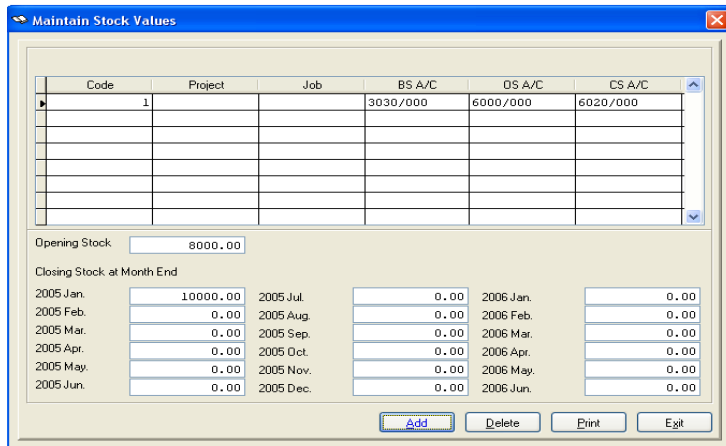 Maintain Stock Values
Code Project Job BS A/C OS A/C CS A/C
1 3030/000 6000/000 6020/000
Opening Stock 8000.00
Closing Stock at Month End
2005 Jan. 10000.00 2005 Jul. 0.00 2006 Jan. 0.00
2005 Feb. 0.00 2005 Aug. 0.00 2006 Feb. 0.00
2005 Mar. 0.00 2005 Sep. 0.00 2006 Mar. 0.00
2005 Apr. 0.00 2005 Oct. 0.00 2006 Apr. 0.00
2005 May. 0.00 2005 Nov. 0.00 2006 May. 0.00
2005 Jun. 0.00 2005 Dec. 0.00 2006 Jun. 0.00
Add Delete Print Exit